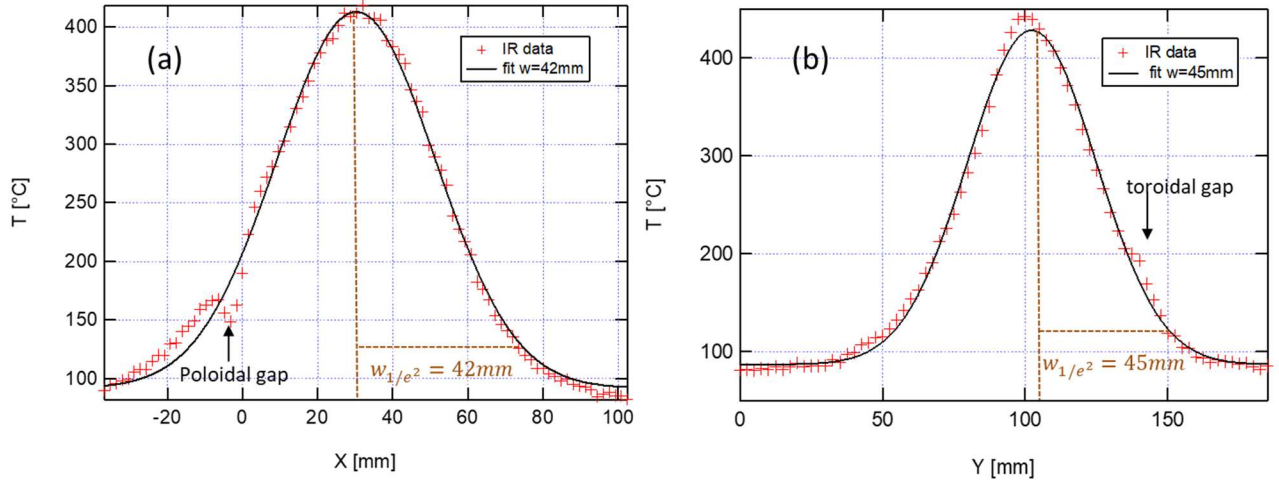 (a)
IR data
fit w=42mm
T [°C]
400
350
300
250
200
150
100
Poloidal gap
w1/e² = 42mm
-20
0
20
40
60
80
100
X [mm]
(b)
IR data
fit w=45mm
T [°C]
400
300
200
100
toroidal gap
w1/e² = 45mm
0
50
100
150
Y [mm]